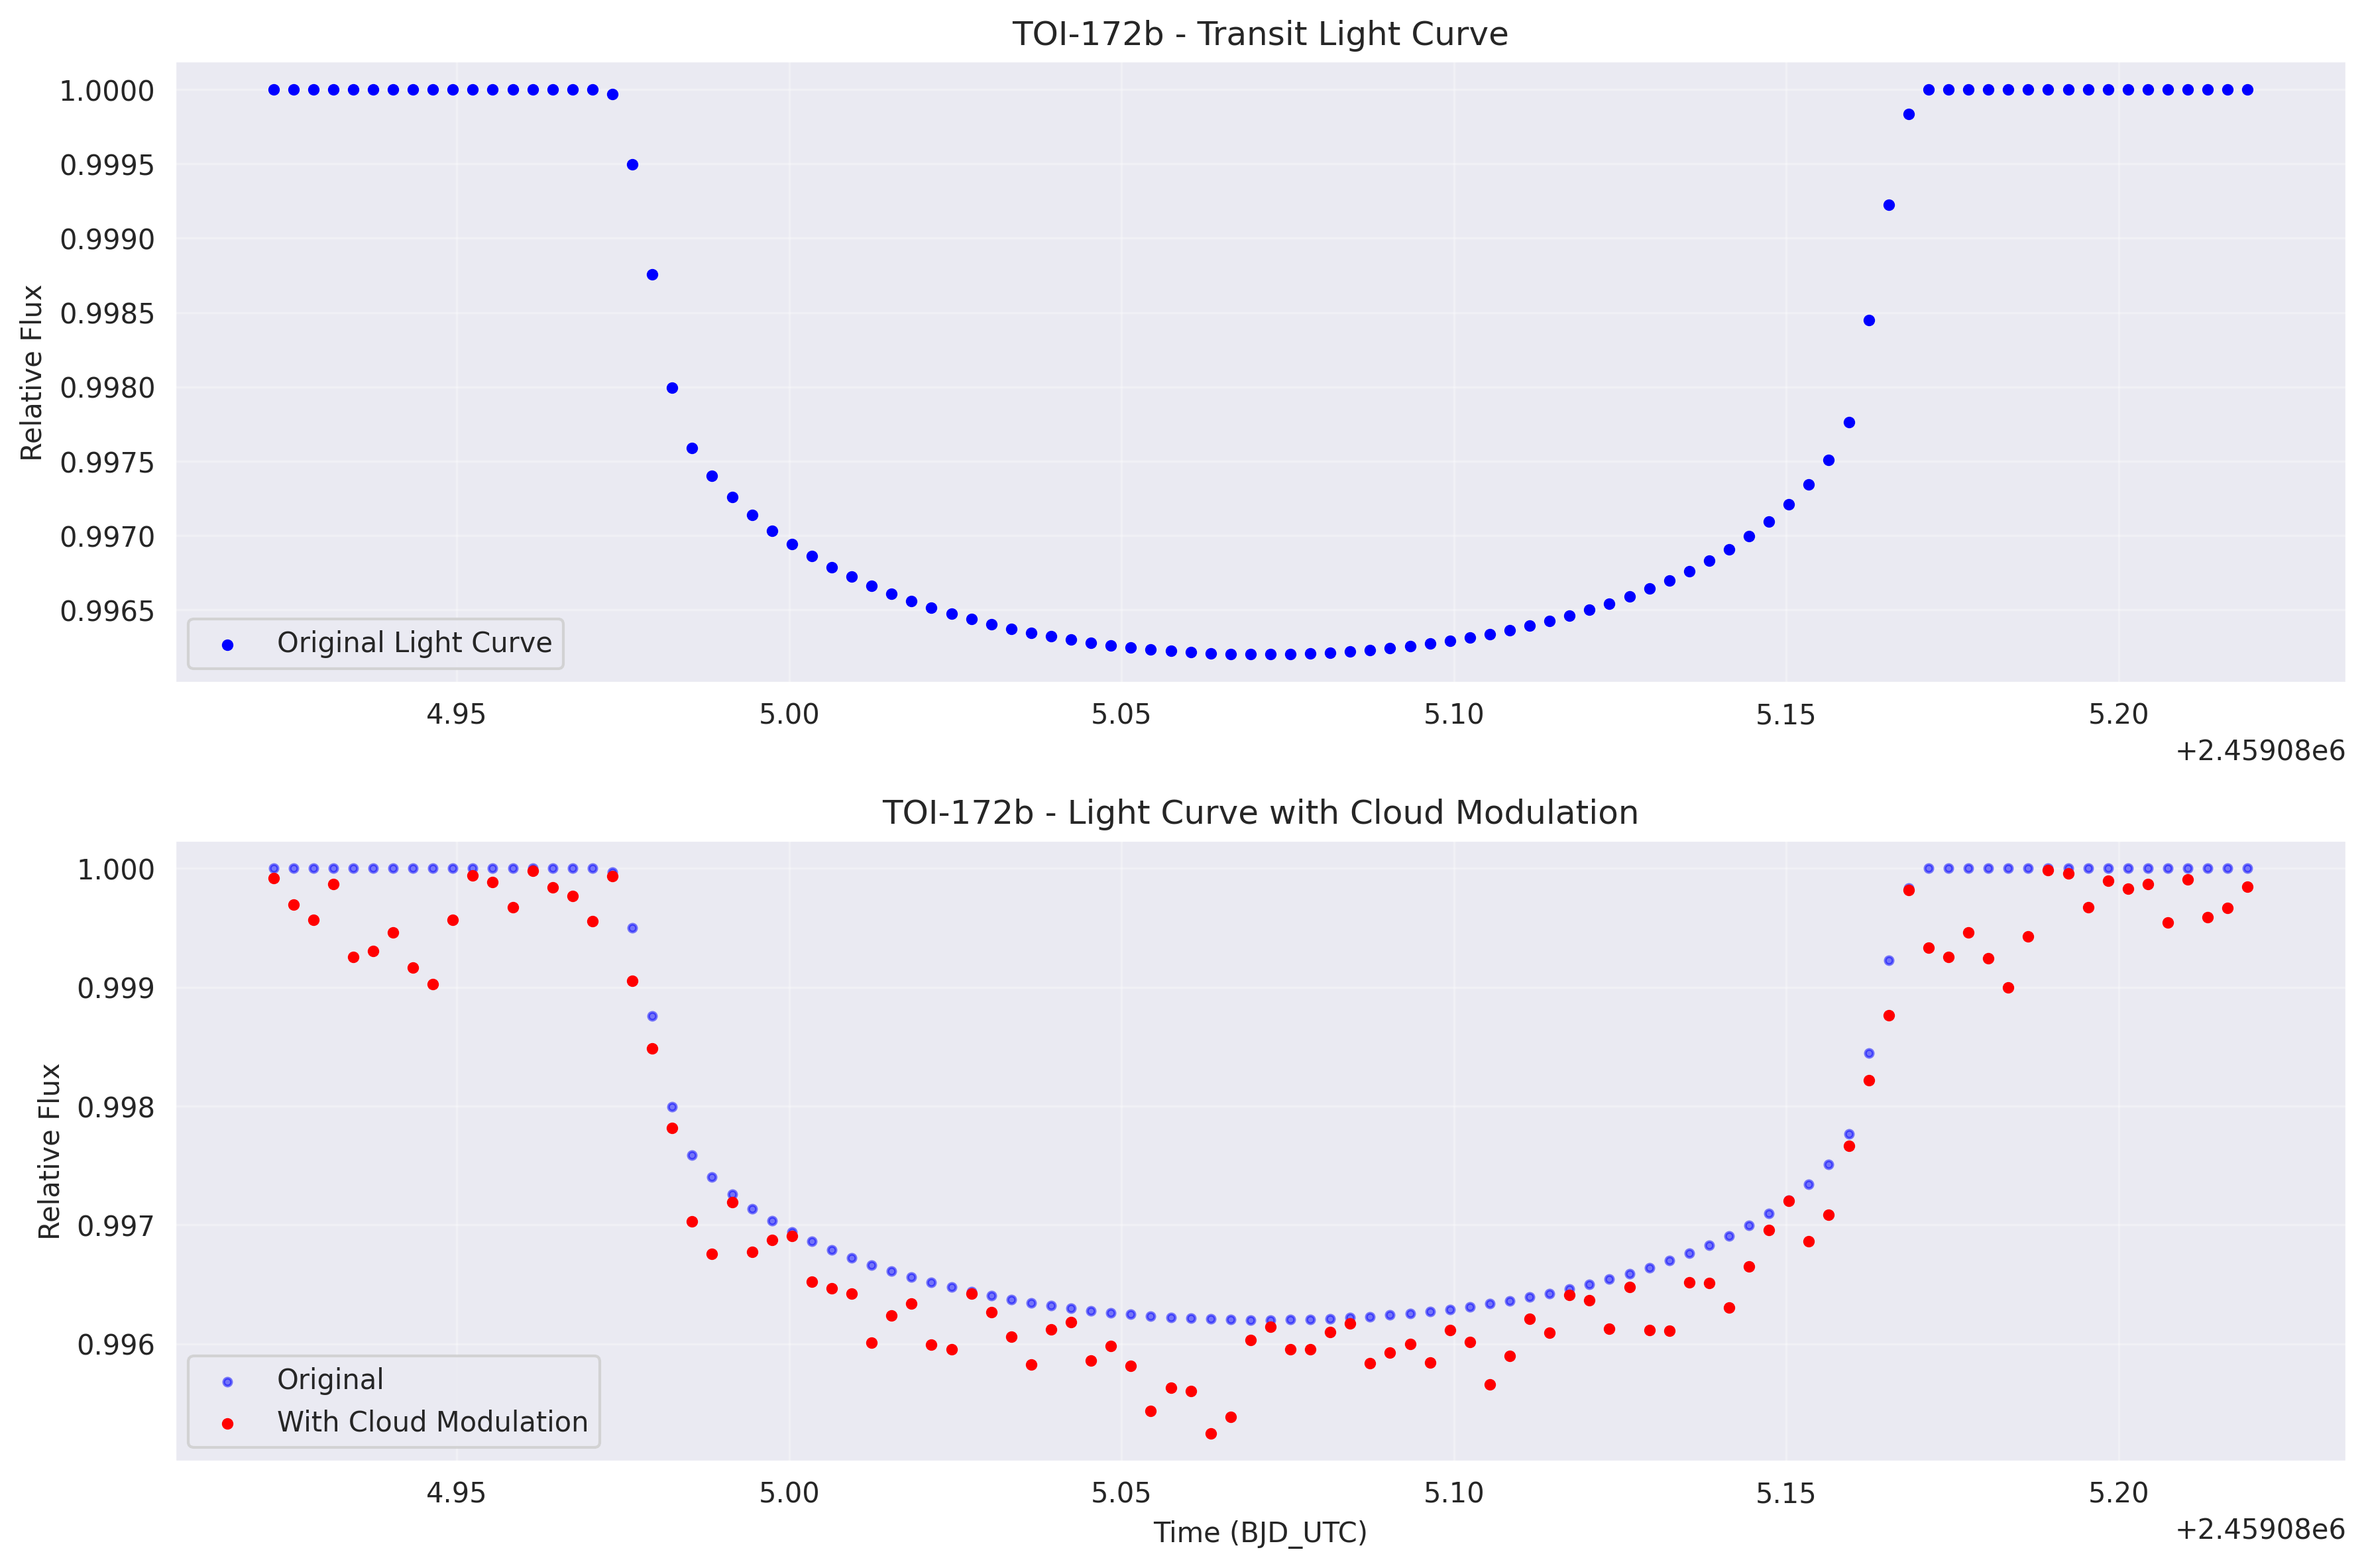 TOI-172b - Transit Light Curve
Relative Flux
1.0000
0.9995
0.9990
0.9985
0.9980
0.9975
0.9970
0.9965
Original Light Curve
4.95 5.00 5.05 5.10 5.15 5.20
+2.45908e6
TOI-172b - Light Curve with Cloud Modulation
Relative Flux
1.000
0.999
0.998
0.997
0.996
Original
With Cloud Modulation
4.95 5.00 5.05 5.10 5.15 5.20
Time (BJD_UTC)
+2.45908e6